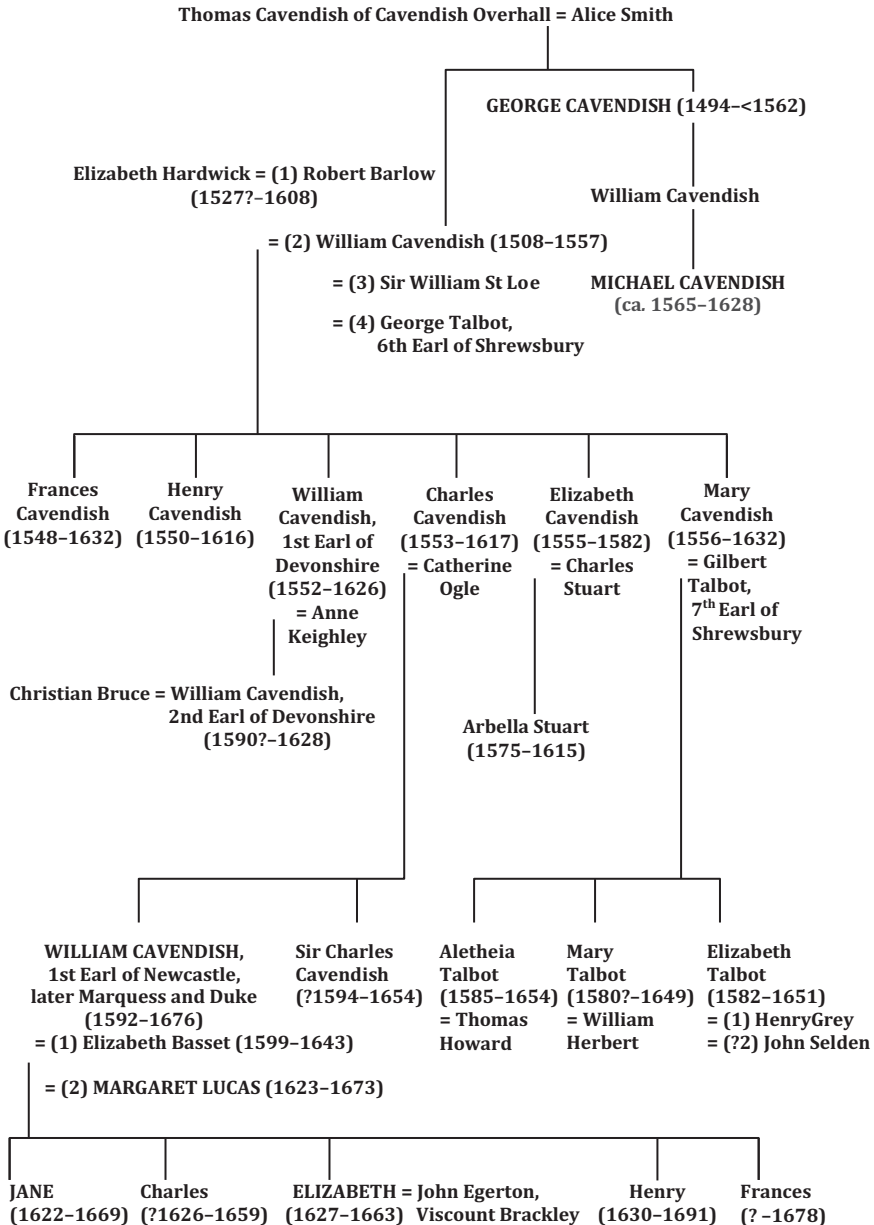 Thomas Cavendish of Cavendish Overhall = Alice Smith
GEORGE CAVENDISH (1494–<1562)
Elizabeth Hardwick = (1) Robert Barlow
(1527?–1608)
William Cavendish
= (2) William Cavendish (1508–1557)
= (3) Sir William St Loe
MICHAEL CAVENDISH
(ca. 1565–1628)
= (4) George Talbot,
6th Earl of Shrewsbury
Frances
Cavendish
(1548–1632)
Henry
Cavendish
(1550–1616)
William
Cavendish,
1st Earl of
Devonshire
(1552–1626)
= Anne
Keighley
Charles
Cavendish
(1553–1617)
= Catherine
Ogle
Elizabeth
Cavendish
(1555–1582)
= Charles
Stuart
Mary
Cavendish
(1556–1632)
= Gilbert
Talbot,
7th Earl of
Shrewsbury
Christian Bruce = William Cavendish,
2nd Earl of Devonshire
(1590?–1628)
Arbella Stuart
(1575–1615)
WILLIAM CAVENDISH,
1st Earl of Newcastle,
later Marquess and Duke
(1592–1676)
= (1) Elizabeth Basset (1599–1643)
= (2) MARGARET LUCAS (1623–1673)
Sir Charles
Cavendish
(?1594–1654)
Aletheia
Talbot
(1585–1654)
= Thomas
Howard
Mary
Talbot
(1580?–1649)
= William
Herbert
Elizabeth
Talbot
(1582–1651)
= (1) HenryGrey
= (?2) John Selden
JANE
(1622–1669)
Charles
(?1626–1659)
ELIZABETH = John Egerton,
(1627–1663) Viscount Brackley
Henry
(1630–1691)
Frances
(? –1678)